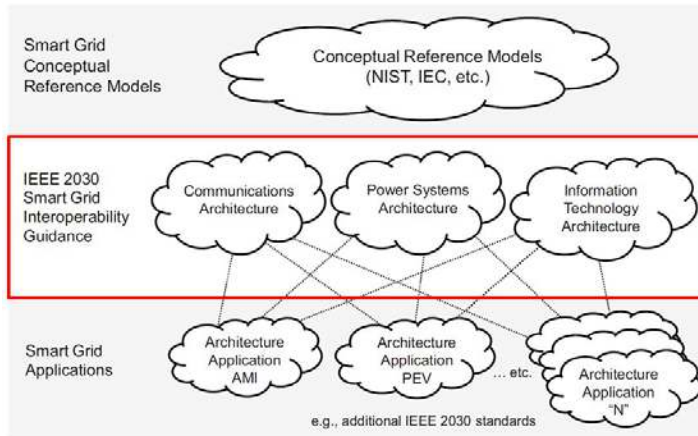 Smart Grid
Conceptual
Reference Models
Conceptual Reference Models
(NIST, IEC, etc.)
IEEE 2030
Smart Grid
Interoperability
Guidance
Communications
Architecture
Power Systems
Architecture
Information
Technology
Architecture
Smart Grid
Applications
Architecture
Application
AMI
Architecture
Application
PEV
... etc.
Architecture
Application
“N”
e.g., additional IEEE 2030 standards